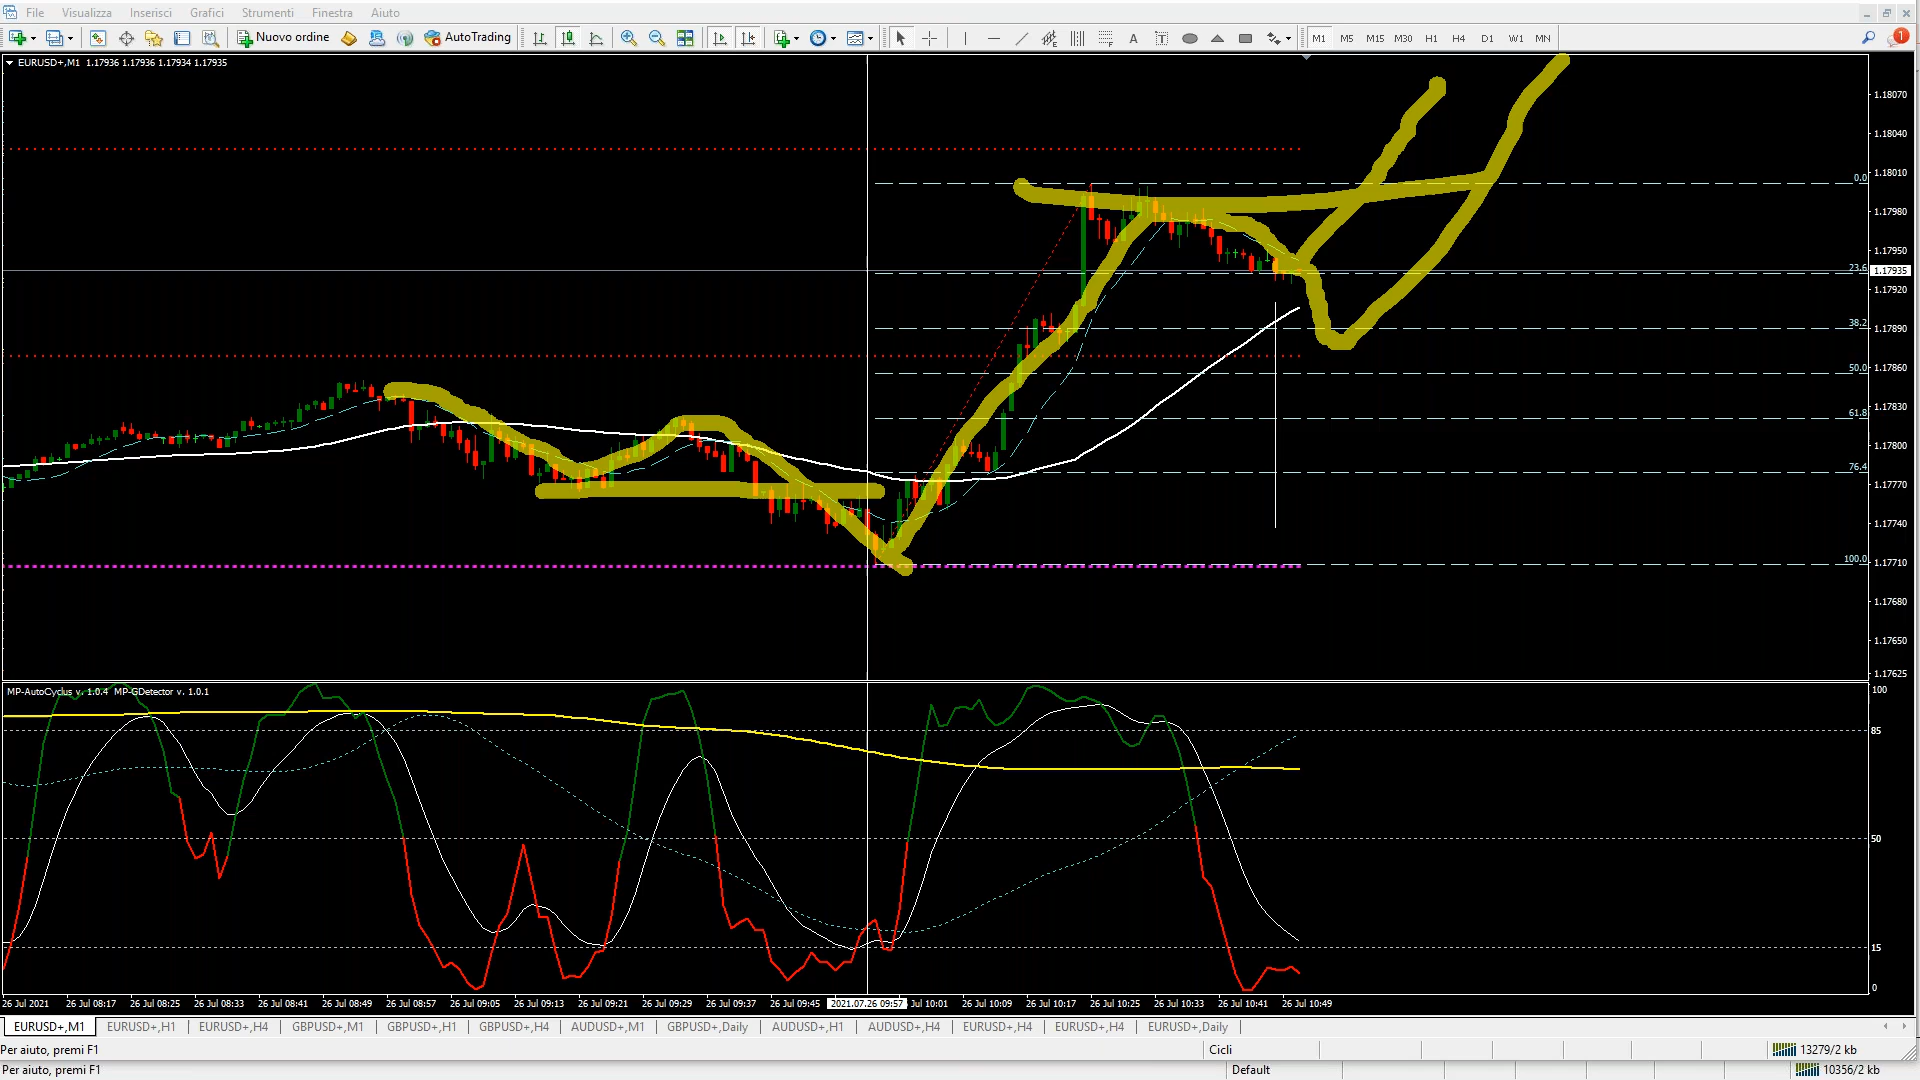 File Visualizza Inserisci Grafici Strumenti Finestra Aiuto
Nuovo ordine AutoTrading A T M1 M5 M15 M30 H1 H4 D1 W1 MN 1
EURUSD+,M1 1.17936 1.17936 1.17934 1.17935
1.18070
1.18040
0.0 1.18010
1.17980
1.17950
23.6 1.17935
1.17920
38.2 1.17890
50.0 1.17860
61.8 1.17830
1.17800
76.4 1.17770
1.17740
100.0 1.17710
1.17680
1.17650
1.17625
MP-AutoCyclus v. 1.0.4 MP-GDetector v. 1.0.1 100
85
50
15
0
26 Jul 2021 26 Jul 08:17 26 Jul 08:25 26 Jul 08:33 26 Jul 08:41 26 Jul 08:49 26 Jul 08:57 26 Jul 09:05 26 Jul 09:13 26 Jul 09:21 26 Jul 09:29 26 Jul 09:37 26 Jul 09:45 2021.07.26 09:57 Jul 10:01 26 Jul 10:09 26 Jul 10:17 26 Jul 10:25 26 Jul 10:33 26 Jul 10:41 26 Jul 10:49
EURUSD+,M1 EURUSD+,H1 EURUSD+,H4 GBPUSD+,M1 GBPUSD+,H1 GBPUSD+,H4 AUDUSD+,M1 GBPUSD+,Daily AUDUSD+,H1 AUDUSD+,H4 EURUSD+,H4 EURUSD+,H4 EURUSD+,Daily
Per aiuto, premi F1 Cicli 13279/2 kb
Per aiuto, premi F1 Default 10356/2 kb